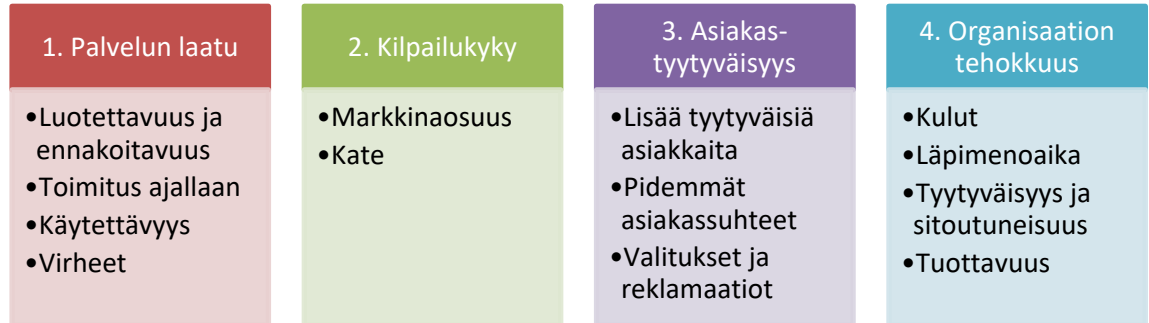 1. Palvelun laatu
•Luotettavuus ja
ennakoitavuus
•Toimitus ajallaan
•Käytettävyys
•Virheet
2. Kilpailukyky
•Markkinaosuus
•Kate
3. Asiakas-
tyytyväisyys
•Lisää tyytyväisiä
asiakkaita
•Pidemmät
asiakassuhteet
•Valitukset ja
reklamaatiot
4. Organisaation
tehokkuus
•Kulut
•Läpimenoaika
•Tyytyväisyys ja
sitoutuneisuus
•Tuottavuus